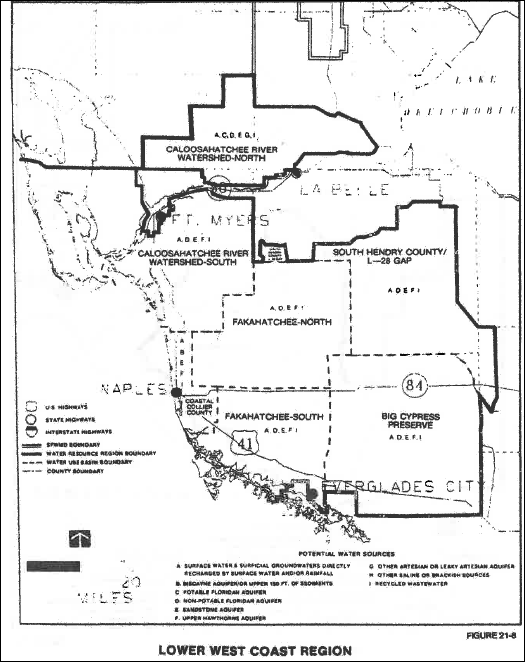 LAKE
OKEECHOBEE
A,C,D,E,G,I
CALOOSAHATCHEE RIVER
WATERSHED-NORTH
LA BELLE
FT. MYERS
A,D,E,F,I
CALOOSAHATCHEE RIVER
WATERSHED-SOUTH
SOUTH HENDRY COUNTY/
L-28 GAP
A,D,E,F,I
A,D,E,F,I
FAKAHATCHEE-NORTH
NAPLES
84
COASTAL
COLLIER
COUNTY
FAKAHATCHEE-SOUTH
A,D,E,F,I
BIG CYPRESS
PRESERVE
A,D,E,F,I
41
EVERGLADES CITY
U.S. HIGHWAYS
STATE HIGHWAYS
INTERSTATE HIGHWAYS
SFWMD BOUNDARY
WATER RESOURCE REGION BOUNDARY
WATER USE BASIN BOUNDARY
COUNTY BOUNDARY
20
MILES
POTENTIAL WATER SOURCES
A SURFACE WATER & SURFICIAL GROUNDWATERS DIRECTLY
RECHARGED BY SURFACE WATER AND/OR RAINFALL
B. BISCAYNE AQUIFER/OR UPPER 150 FT. OF SEDIMENTS
C POTABLE FLORIDAN AQUIFER
D. NON-POTABLE FLORIDAN AQUIFER
E SANDSTONE AQUIFER
F. UPPER HAWTHORNE AQUIFER
G OTHER ARTESIAN OR LEAKY ARTESIAN AQUIFER
H OTHER SALINE OR BRACKISH SOURCES
I RECYCLED WASTEWATER
FIGURE 21-8
LOWER WEST COAST REGION